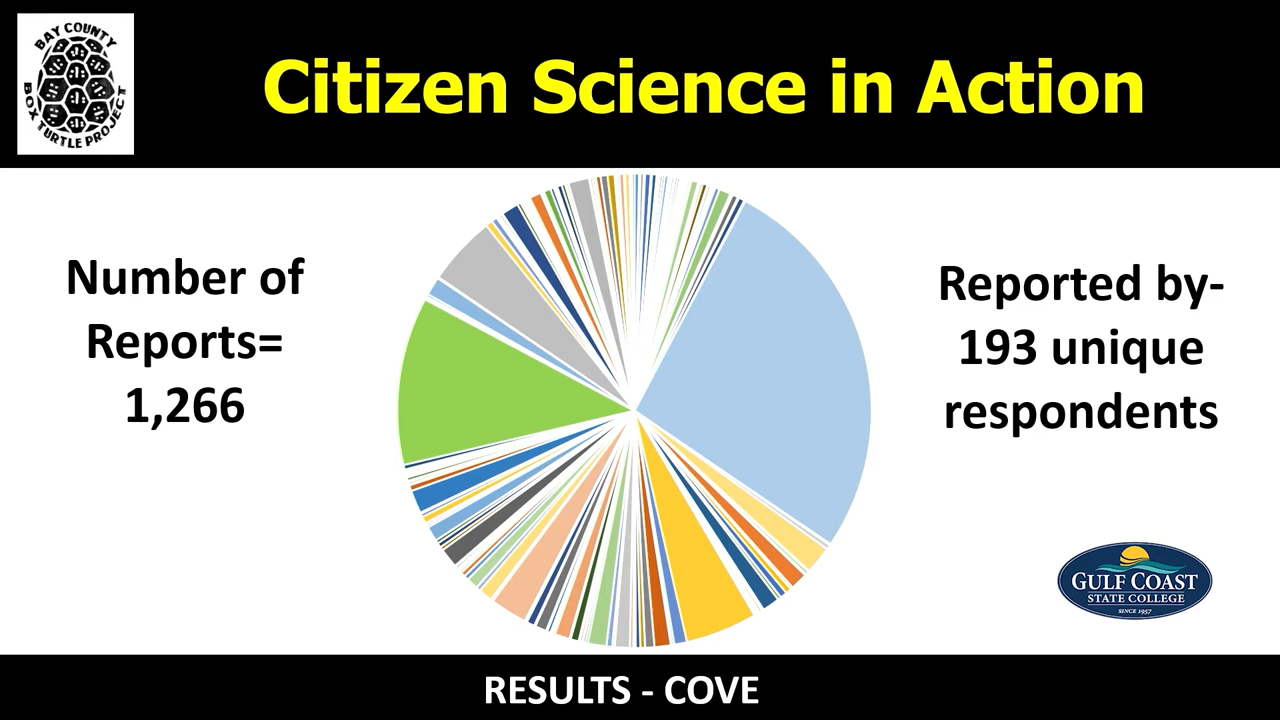 BAY COUNTY
BOX TURTLE PROJECT
Citizen Science in Action
Number of
Reports=
1,266
Reported by-
193 unique
respondents
GULF COAST
STATE COLLEGE
SINCE 1957
RESULTS - COVE